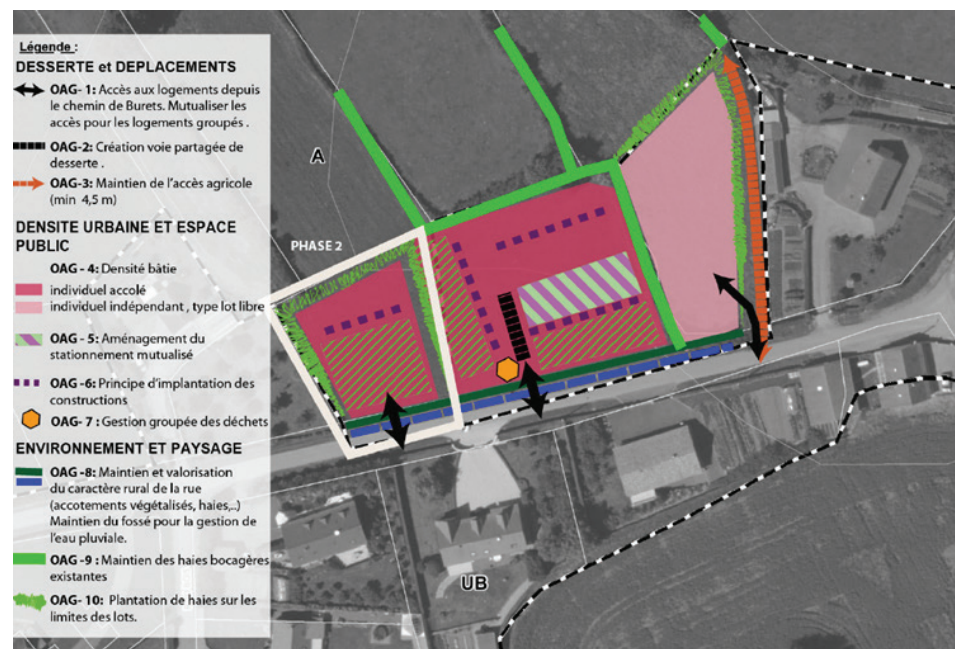 Légende :
DESSERTE et DEPLACEMENTS
OAG- 1: Accès aux logements depuis
le chemin de Burets. Mutualiser les
accès pour les logements groupés .
OAG-2: Création voie partagée de
desserte .
OAG-3: Maintien de l'accès agricole
(min 4,5 m)
DENSITE URBAINE ET ESPACE
PUBLIC
OAG - 4: Densité bâtie
individuel accolé
individuel indépendant , type lot libre
OAG - 5: Aménagement du
stationnement mutualisé
OAG -6: Principe d'implantation des
constructions
OAG- 7 : Gestion groupée des déchets
ENVIRONNEMENT ET PAYSAGE
OAG -8: Maintien et valorisation
du caractère rural de la rue
(accotements végétalisés, haies,..)
Maintien du fossé pour la gestion de
l'eau pluviale.
OAG -9 : Maintien des haies bocagères
existantes
OAG- 10: Plantation de haies sur les
limites des lots.
A
PHASE 2
UB